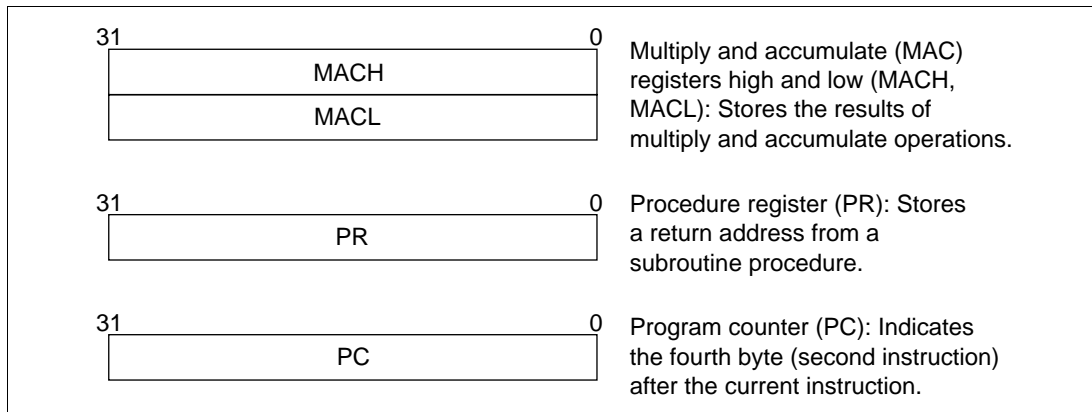 31 0
MACH
MACL
Multiply and accumulate (MAC)
registers high and low (MACH,
MACL): Stores the results of
multiply and accumulate operations.
31 0
PR
Procedure register (PR): Stores
a return address from a
subroutine procedure.
31 0
PC
Program counter (PC): Indicates
the fourth byte (second instruction)
after the current instruction.